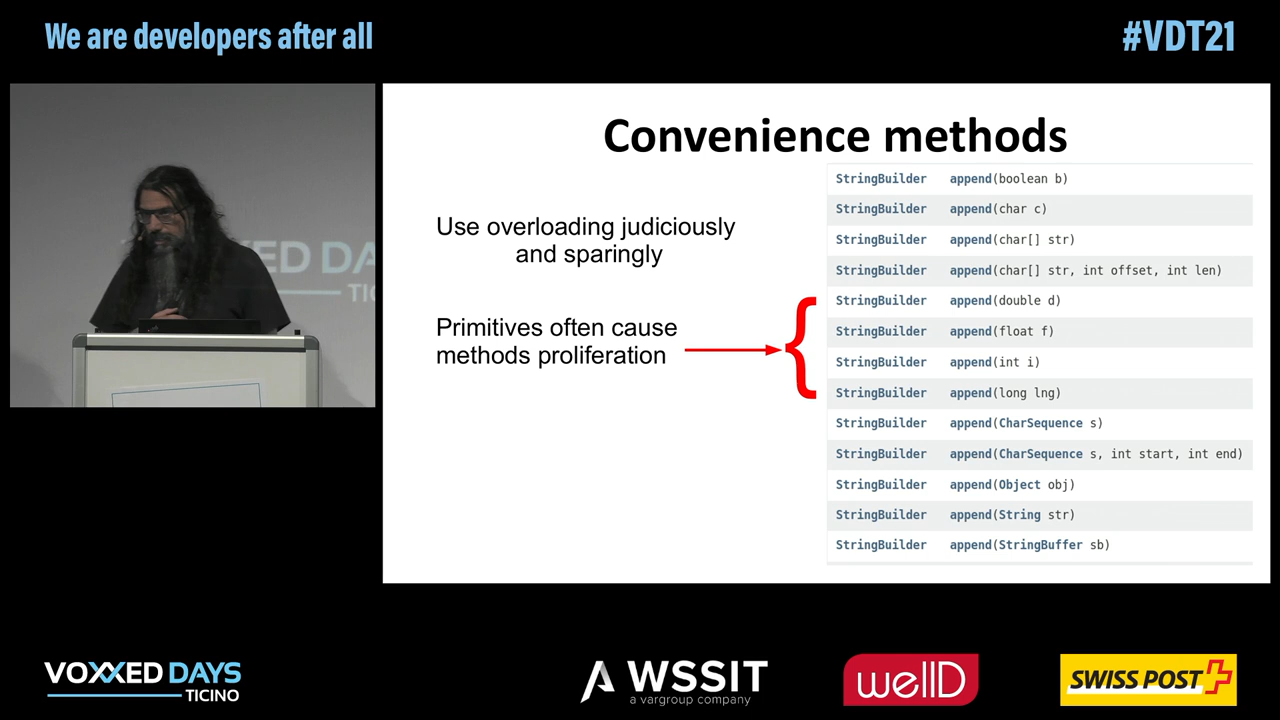 We are developers after all
#VDT21
ED DA
TIC
Convenience methods
Use overloading judiciously
and sparingly
Primitives often cause
methods proliferation
StringBuilder append(boolean b)
StringBuilder append(char c)
StringBuilder append(char[] str)
StringBuilder append(char[] str, int offset, int len)
StringBuilder append(double d)
StringBuilder append(float f)
StringBuilder append(int i)
StringBuilder append(long lng)
StringBuilder append(CharSequence s)
StringBuilder append(CharSequence s, int start, int end)
StringBuilder append(Object obj)
StringBuilder append(String str)
StringBuilder append(StringBuffer sb)
VOXXED DAYS
TICINO
WSSIT
a vargroup company
wellD
SWISS POST